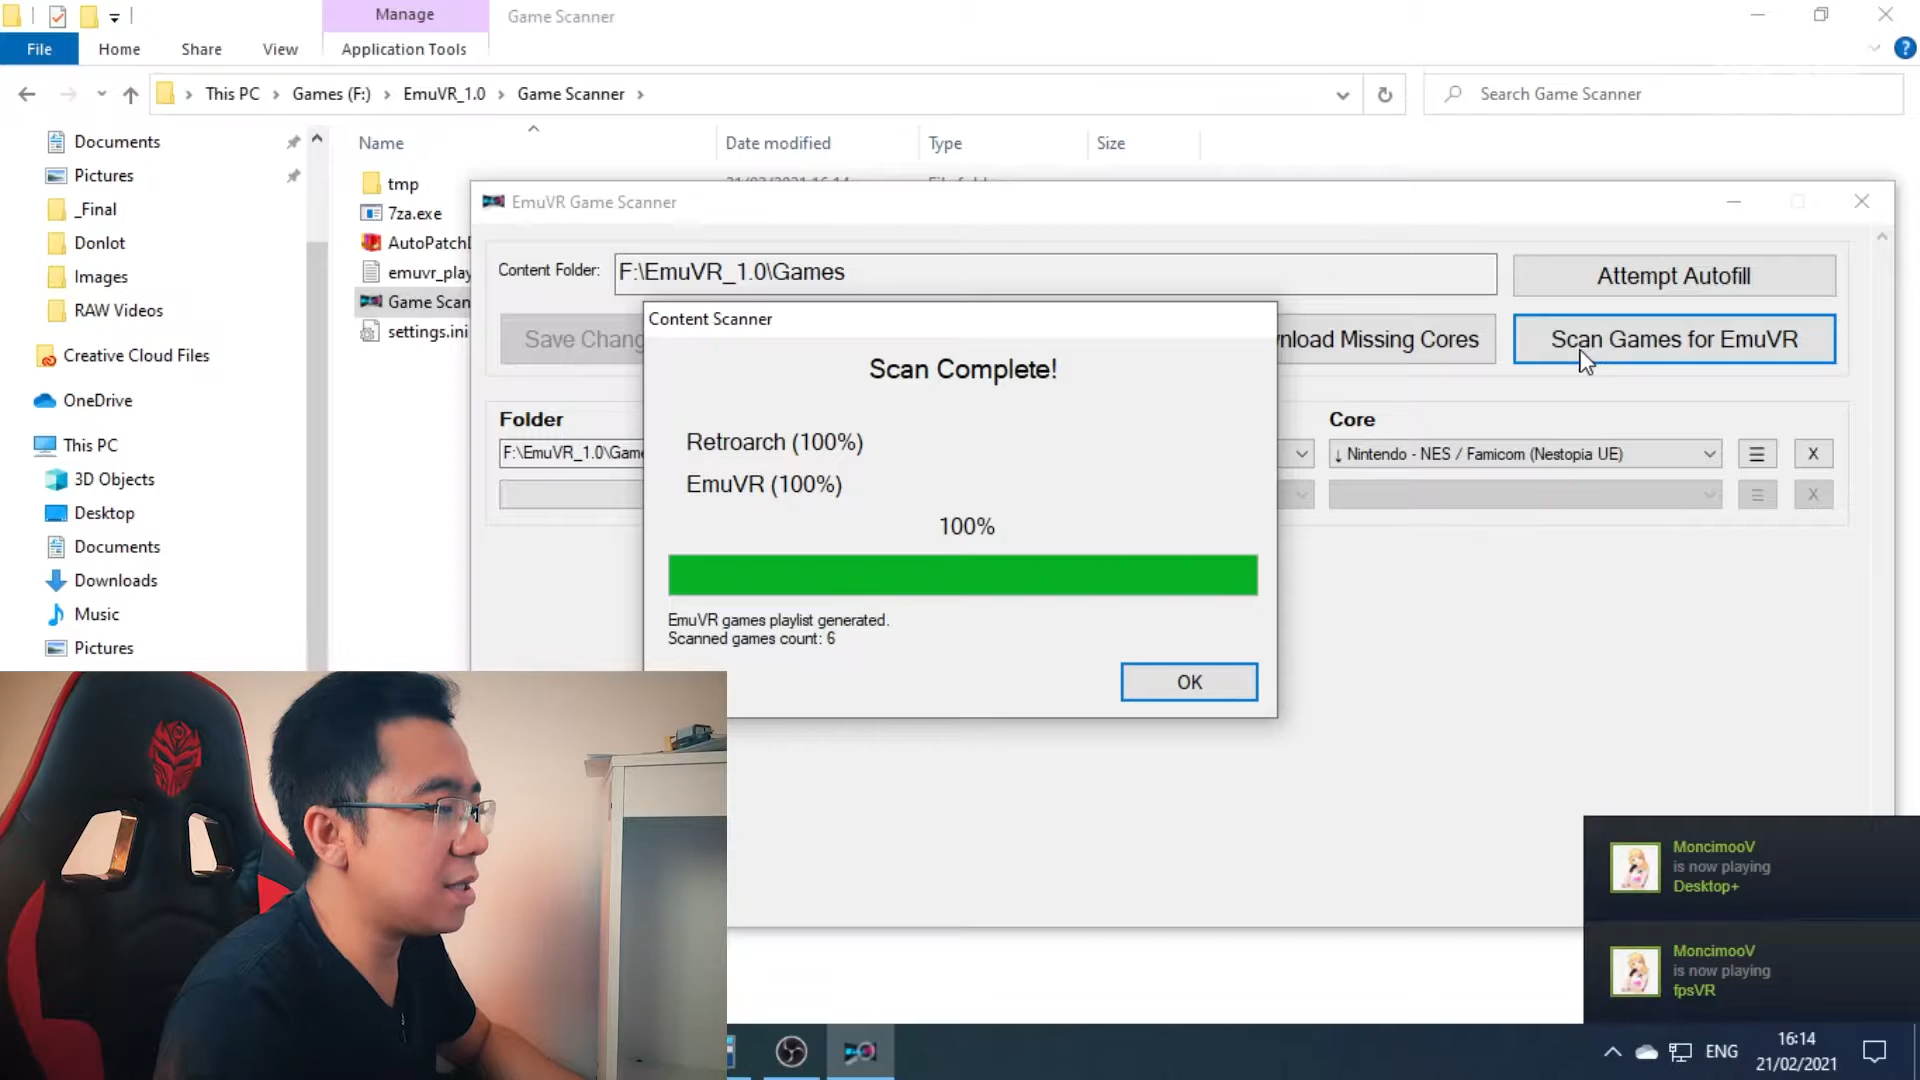 Manage
Game Scanner
File
Home
Share
View
Application Tools
This PC
Games (F:)
EmuVR_1.0
Game Scanner
Search Game Scanner
Documents
Pictures
_Final
Donlot
Images
RAW Videos
Creative Cloud Files
OneDrive
This PC
3D Objects
Desktop
Documents
Downloads
Music
Pictures
Name
Date modified
Type
Size
tmp
7za.exe
AutoPatchD
emuvr_play
Game Scan
settings.ini
EmuVR Game Scanner
Content Folder:
F:\EmuVR_1.0\Games
Attempt Autofill
Save Chang
nload Missing Cores
Scan Games for EmuVR
Folder
Core
F:\EmuVR_1.0\Game
↓ Nintendo - NES / Famicom (Nestopia UE)
X
X
Content Scanner
Scan Complete!
Retroarch (100%)
EmuVR (100%)
100%
EmuVR games playlist generated.
Scanned games count: 6
OK
MoncimooV
is now playing
Desktop+
MoncimooV
is now playing
fpsVR
ENG
16:14
21/02/2021